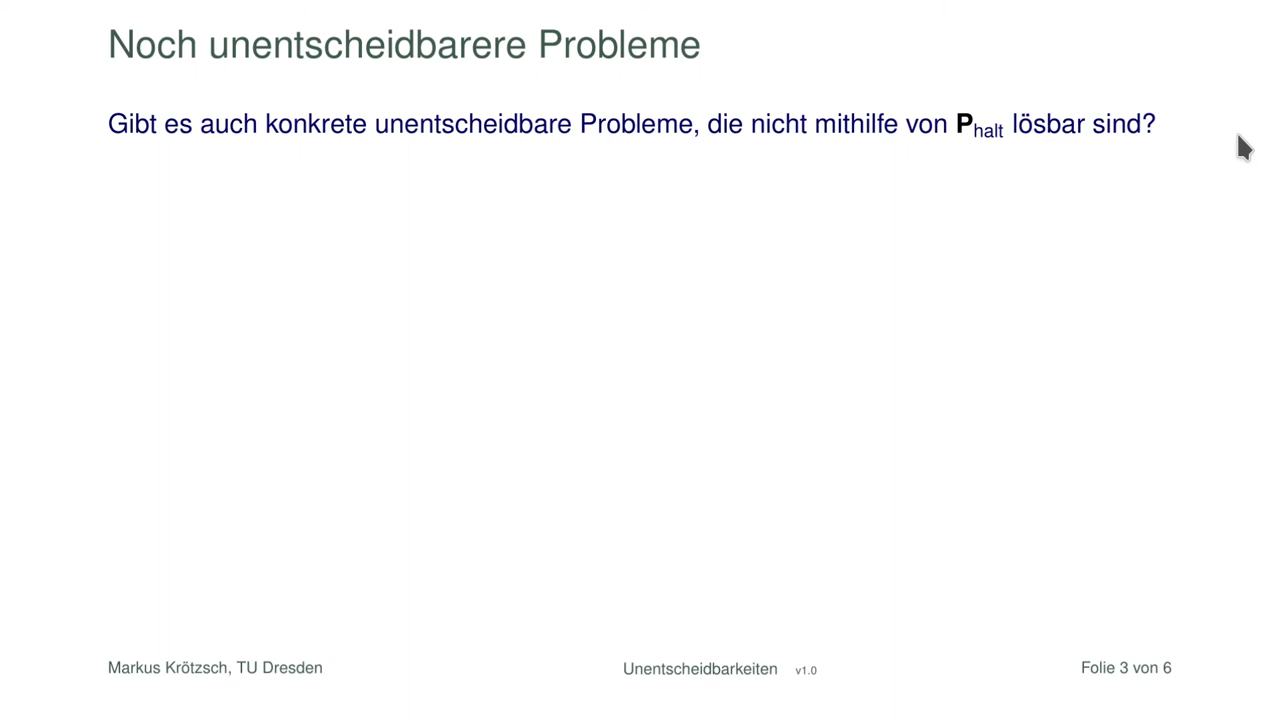 Noch unentscheidbarere Probleme
Gibt es auch konkrete unentscheidbare Probleme, die nicht mithilfe von P_halt lösbar sind?
Markus Krötzsch, TU Dresden
Unentscheidbarkeiten v1.0
Folie 3 von 6